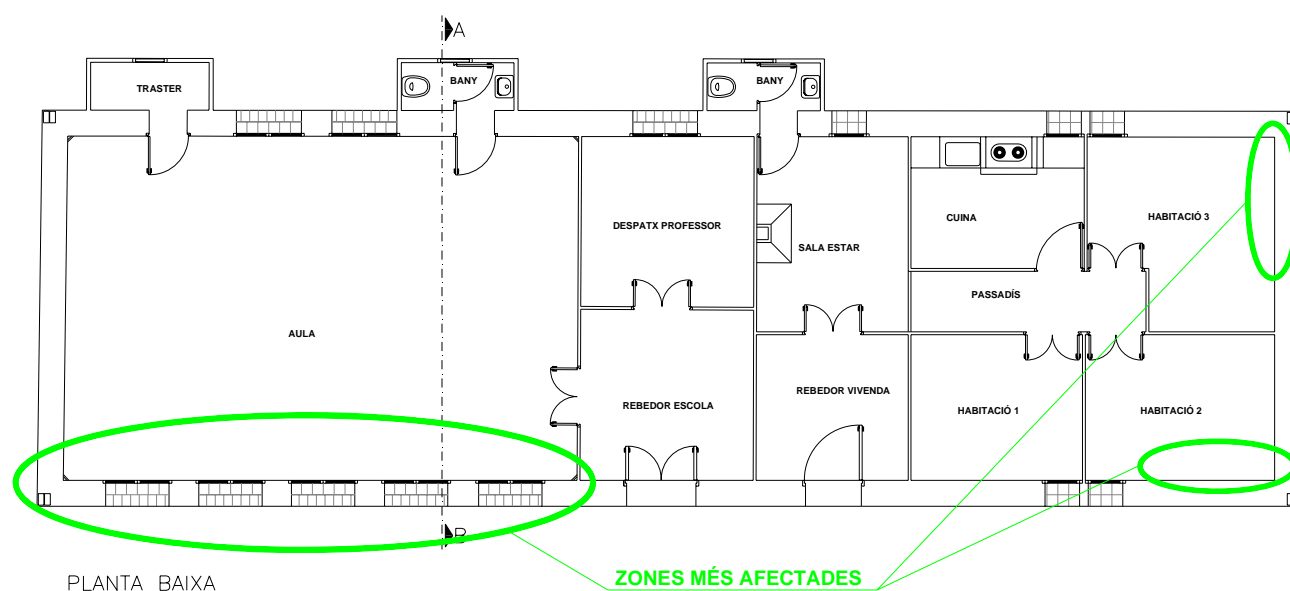 A
TRASTER
BANY
BANY
DESPATX PROFESSOR
SALA ESTAR
CUINA
HABITACIÓ 3
PASSADÍS
AULA
REBEDOR ESCOLA
REBEDOR VIVENDA
HABITACIÓ 1
HABITACIÓ 2
B
PLANTA BAIXA
ZONES MÉS AFECTADES